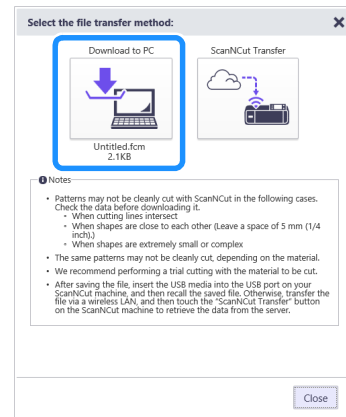 Select the file transfer method:
Download to PC
ScanNCut Transfer
Untitled.fcm
2.1KB
Notes
• Patterns may not be cleanly cut with ScanNCut in the following cases.
Check the data before downloading it.
• When cutting lines intersect
• When shapes are close to each other (Leave a space of 5 mm (1/4
inch).)
• When shapes are extremely small or complex
• The same patterns may not be cleanly cut, depending on the material.
• We recommend performing a trial cutting with the material to be cut.
• After saving the file, insert the USB media into the USB port on your
ScanNCut machine, and then recall the saved file. Otherwise, transfer the
file via a wireless LAN, and then touch the "ScanNCut Transfer" button
on the ScanNCut machine to retrieve the data from the server.
Close